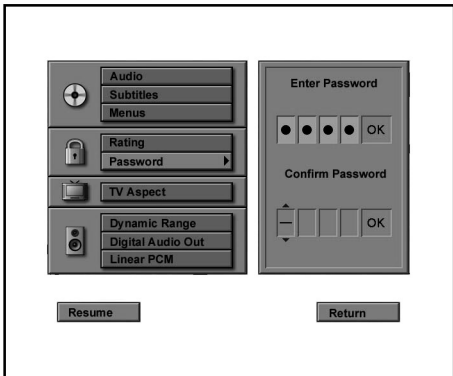 Audio
Subtitles
Menus
Rating
Password
TV Aspect
Dynamic Range
Digital Audio Out
Linear PCM
Enter Password
OK
Confirm Password
OK
Resume
Return